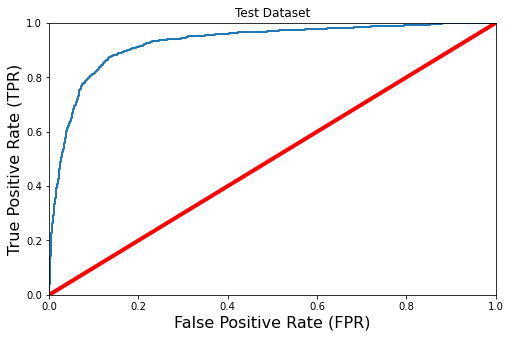 Test Dataset
True Positive Rate (TPR)
1.0
0.8
0.6
0.4
0.2
0.0
0.0 0.2 0.4 0.6 0.8 1.0
False Positive Rate (FPR)